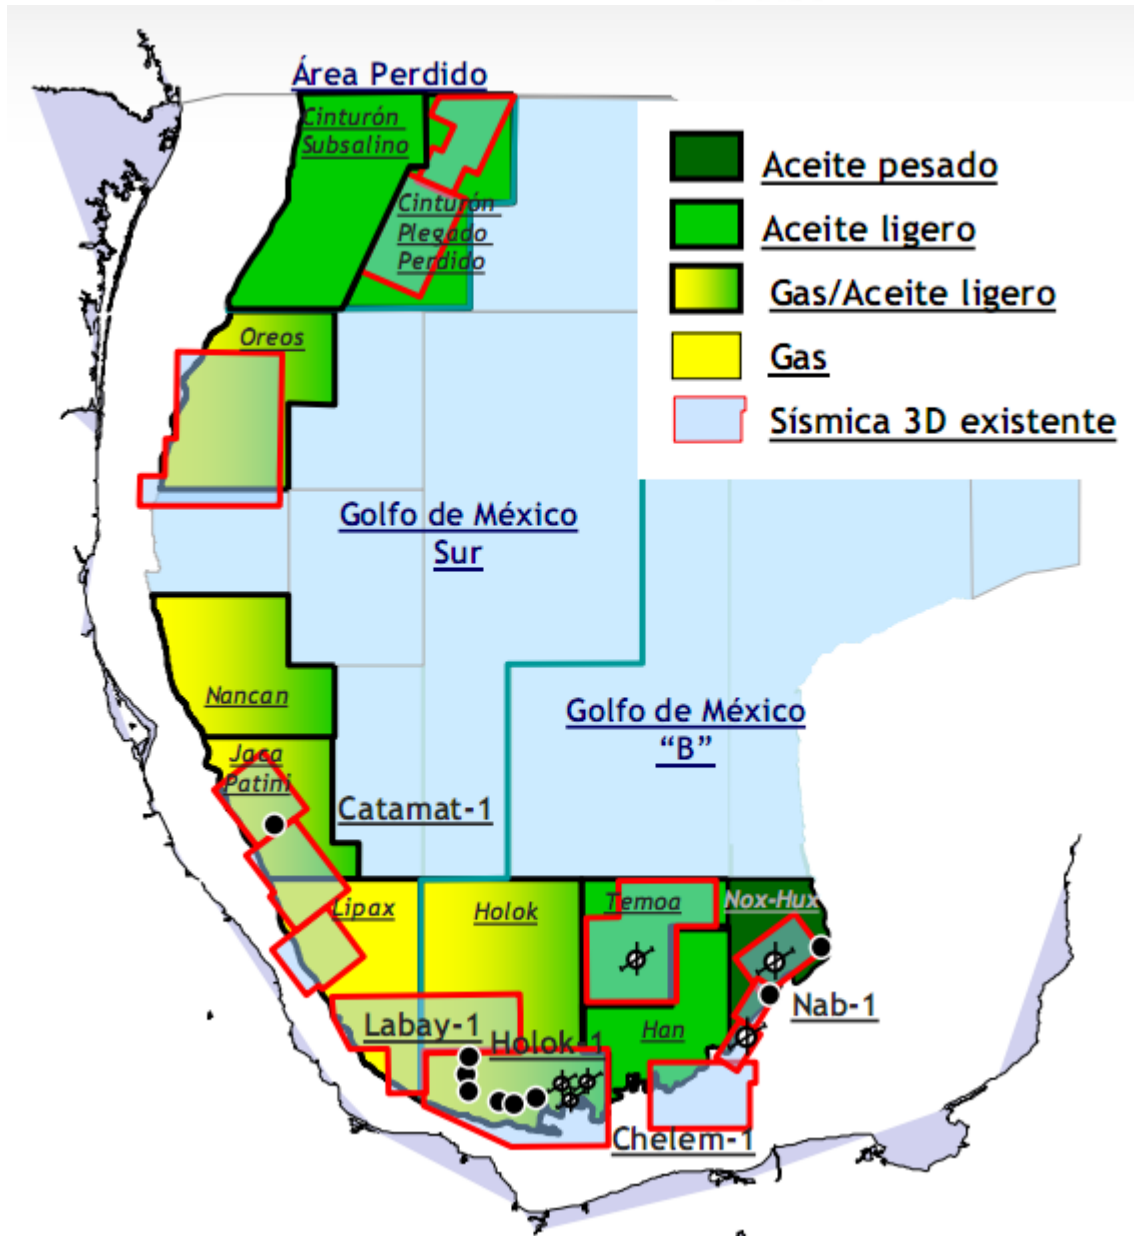 Área Perdido
Cinturón
Subsalino
Cinturón
Plegado
Perdido
Aceite pesado
Aceite ligero
Gas/Aceite ligero
Gas
Sísmica 3D existente
Oreos
Golfo de México
Sur
Nancan
Golfo de México
“B”
Jaca
Patini
Catamat-1
Lipax
Holok
Temoa
Nox-Hux
Nab-1
Labay-1
Holok-1
Han
Chelem-1